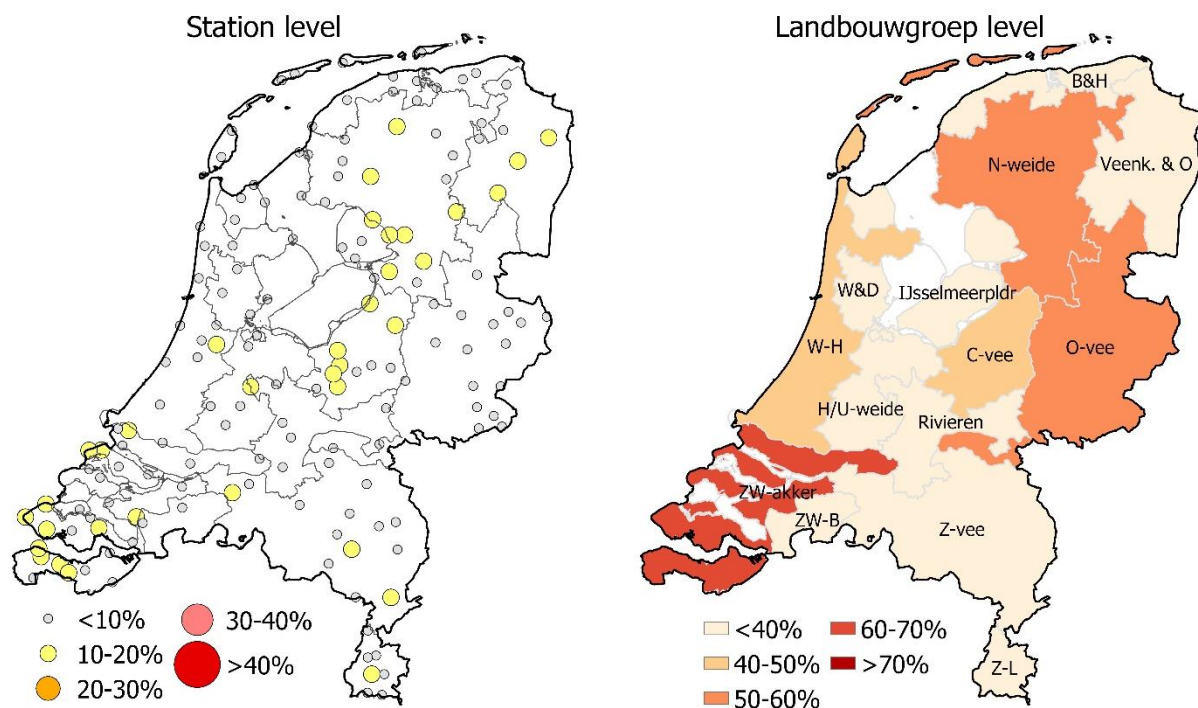 Station level
Landbouwgroep level
B&H
N-weide
Veenk. & O
W&D
IJsselmeerpldr
W-H
C-vee
O-vee
H/U-weide
Rivieren
ZW-akker
ZW-B
Z-vee
Z-L
<10%
10-20%
20-30%
30-40%
>40%
<40%
40-50%
50-60%
60-70%
>70%